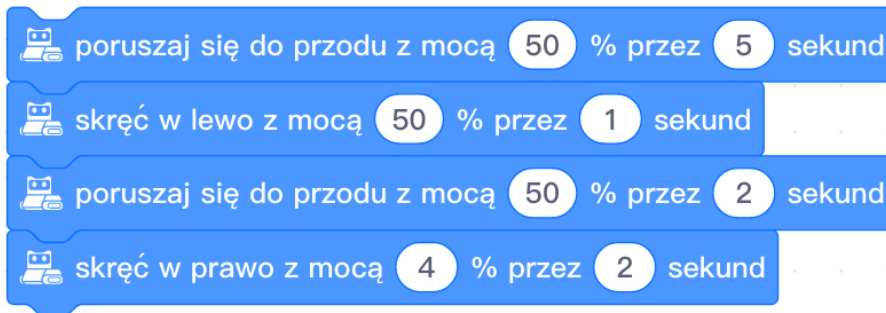 poruszaj się do przodu z mocą 50 % przez 5 sekund
skręć w lewo z mocą 50 % przez 1 sekund
poruszaj się do przodu z mocą 50 % przez 2 sekund
skręć w prawo z mocą 4 % przez 2 sekund